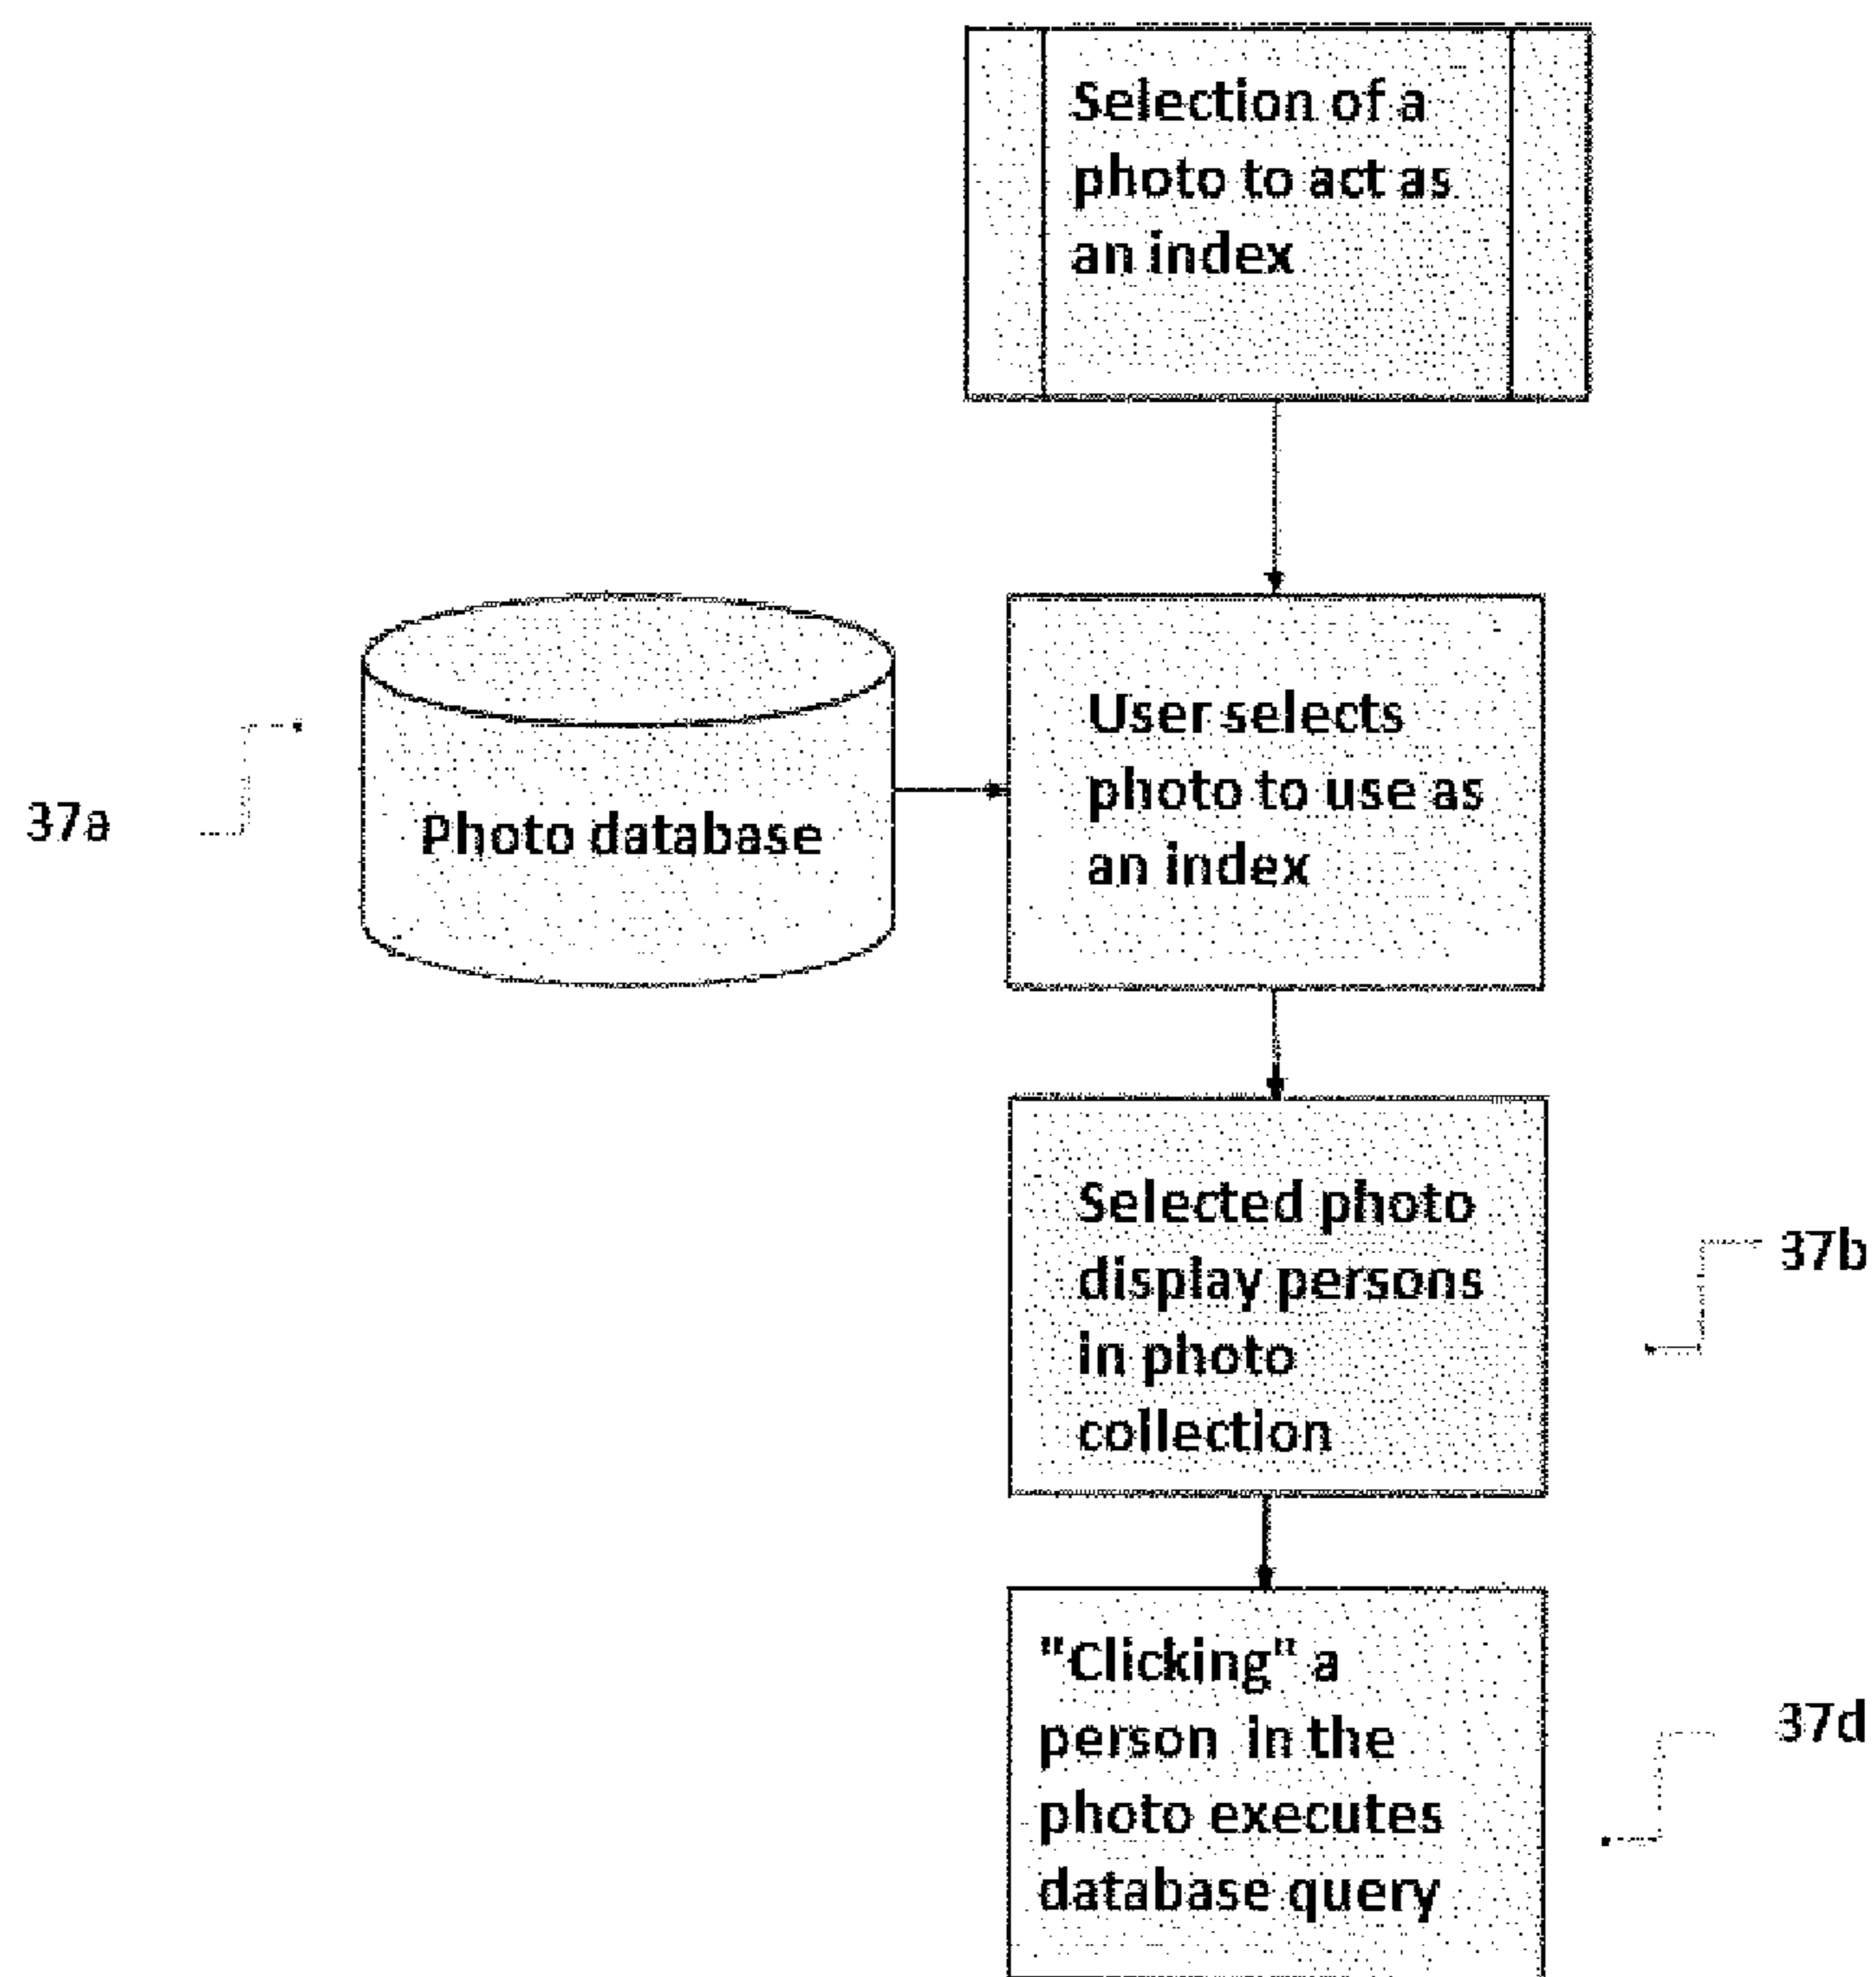 Selection of a
photo to act as
an index
37a
Photo database
User selects
photo to use as
an index
Selected photo
display persons
in photo
collection
37b
"Clicking" a
person in the
photo executes
database query
37d